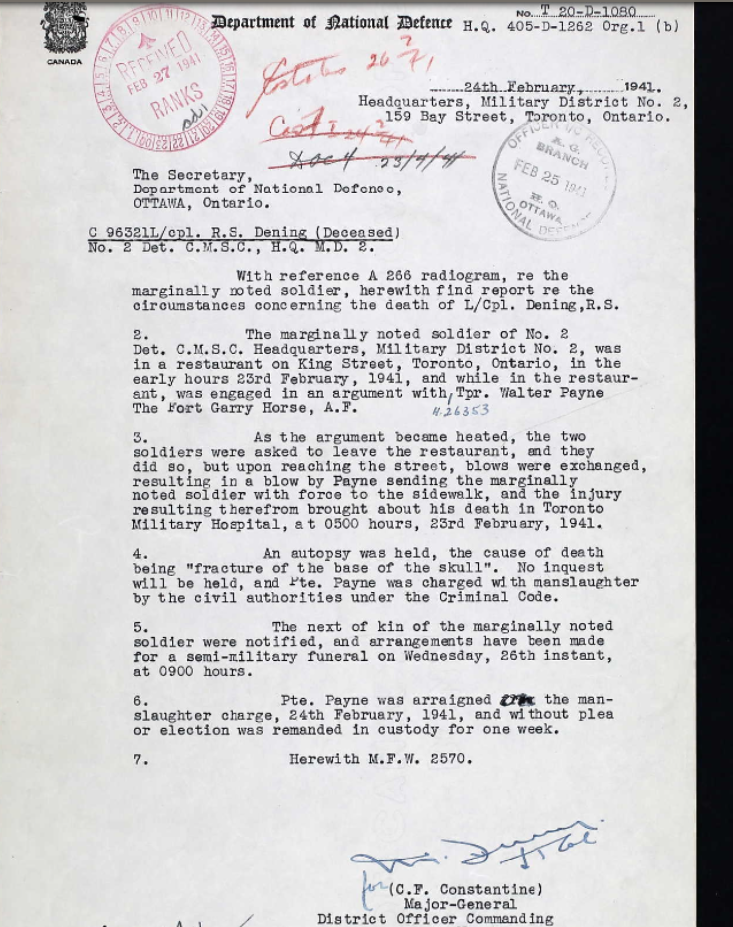 CANADA
Department of National Defence
No. T 20-D-1080
H.Q. 405-D-1262 Org.1 (b)
RECEIVED
FEB 27 1941
RANKS
Estates 26 2/71
24th February, 1941.
Headquarters, Military District No. 2,
159 Bay Street, Toronto, Ontario.
23/4/41
A. G.
BRANCH
FEB 25 1941
H. Q.
OTTAWA
NATIONAL DEFENCE
The Secretary,
Department of National Defence,
OTTAWA, Ontario.
C 96321L/cpl. R.S. Dening (Deceased)
No. 2 Det. C.M.S.C., H.Q. M.D. 2.
With reference A 266 radiogram, re the
marginally noted soldier, herewith find report re the
circumstances concerning the death of L/Cpl. Dening,R.S.
2. The marginally noted soldier of No. 2
Det. C.M.S.C. Headquarters, Military District No. 2, was
in a restaurant on King Street, Toronto, Ontario, in the
early hours 23rd February, 1941, and while in the restaur-
ant, was engaged in an argument with Tpr. Walter Payne
The Fort Garry Horse, A.F. H.26353
3. As the argument became heated, the two
soldiers were asked to leave the restaurant, and they
did so, but upon reaching the street, blows were exchanged,
resulting in a blow by Payne sending the marginally
noted soldier with force to the sidewalk, and the injury
resulting therefrom brought about his death in Toronto
Military Hospital, at 0500 hours, 23rd February, 1941.
4. An autopsy was held, the cause of death
being "fracture of the base of the skull". No inquest
will be held, and Pte. Payne was charged with manslaughter
by the civil authorities under the Criminal Code.
5. The next of kin of the marginally noted
soldier were notified, and arrangements have been made
for a semi-military funeral on Wednesday, 26th instant,
at 0900 hours.
6. Pte. Payne was arraigned on the man-
slaughter charge, 24th February, 1941, and without plea
or election was remanded in custody for one week.
7. Herewith M.F.W. 2570.
for (C.F. Constantine)
Major-General
District Officer Commanding